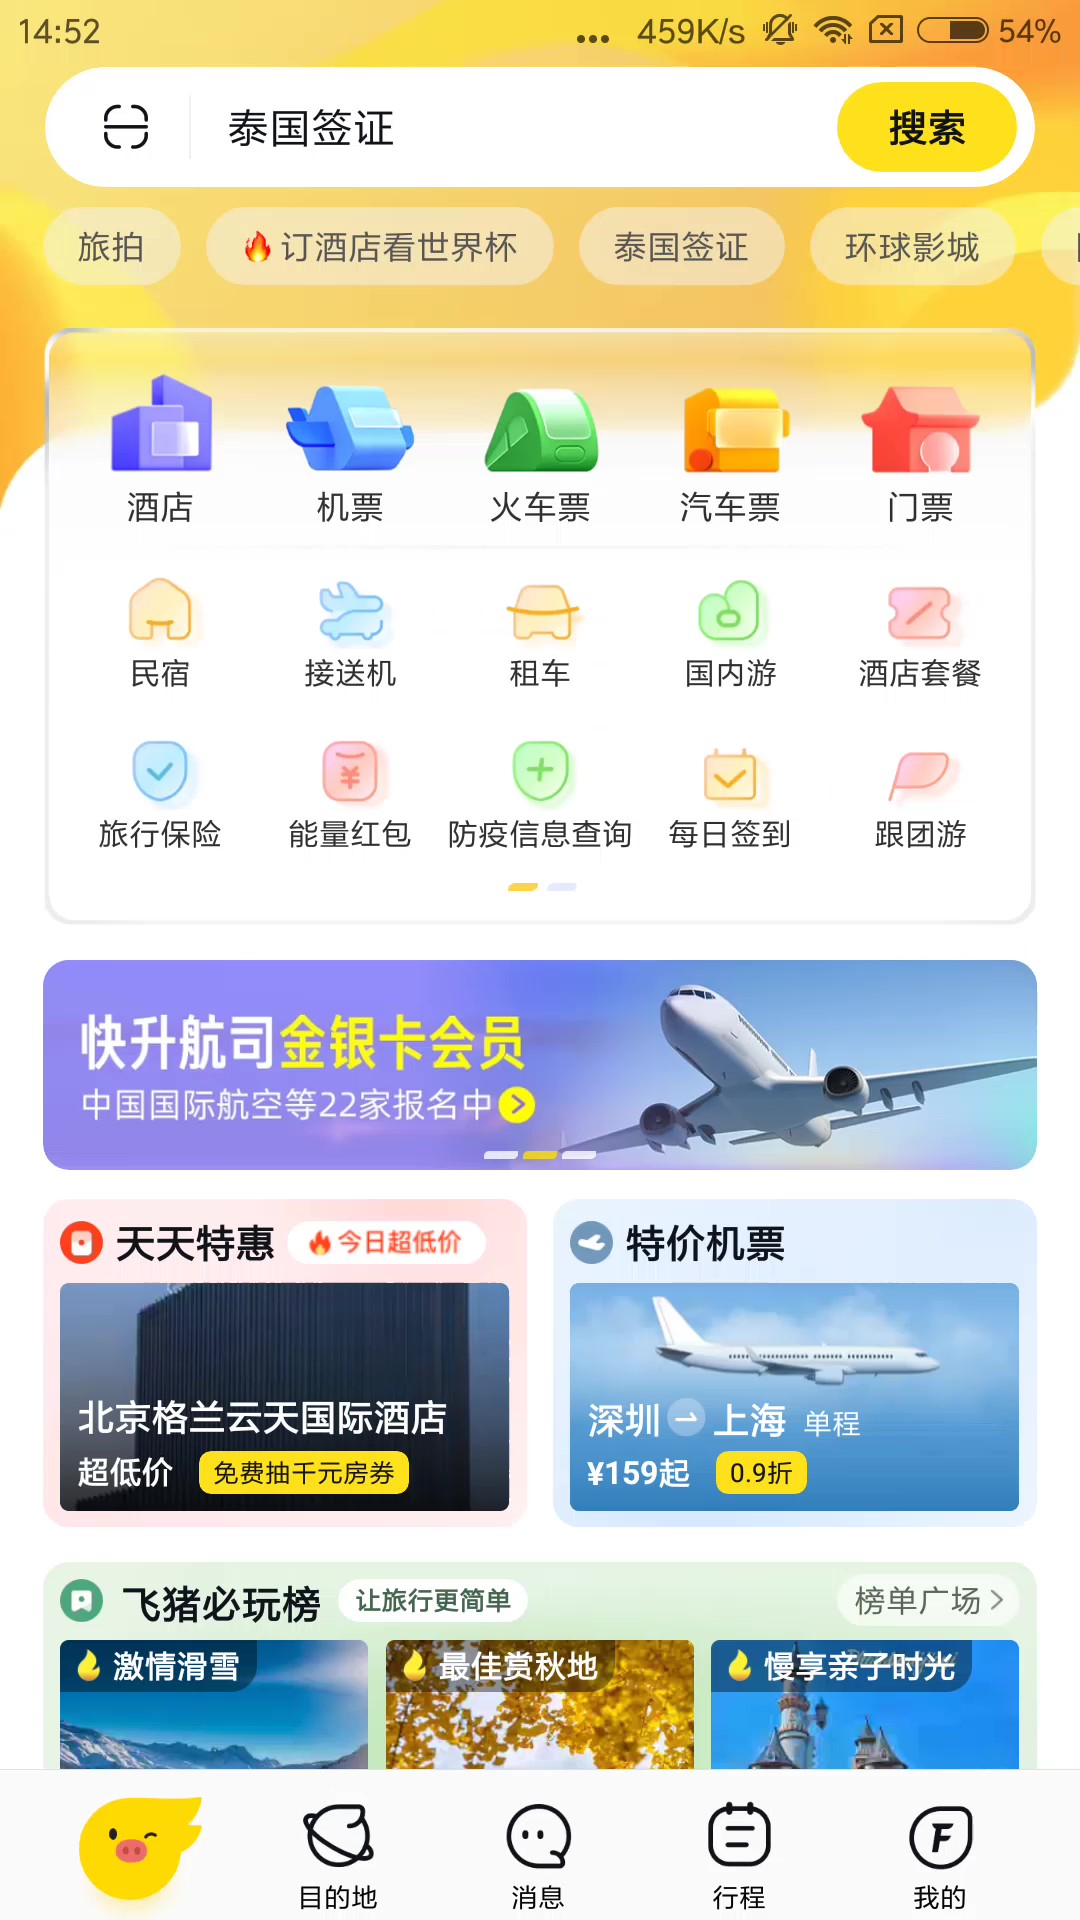 14:52
... 459K/s 54%
泰国签证 搜索
旅拍 订酒店看世界杯 泰国签证 环球影城
酒店 机票 火车票 汽车票 门票
民宿 接送机 租车 国内游 酒店套餐
旅行保险 能量红包 防疫信息查询 每日签到 跟团游
快升航司金银卡会员
中国国际航空等22家报名中
天天特惠 今日超低价
北京格兰云天国际酒店
超低价 免费抽千元房券
特价机票
深圳 上海 单程
¥159起 0.9折
飞猪必玩榜 让旅行更简单 榜单广场
激情滑雪 最佳赏秋地 慢享亲子时光
目的地 消息 行程 我的